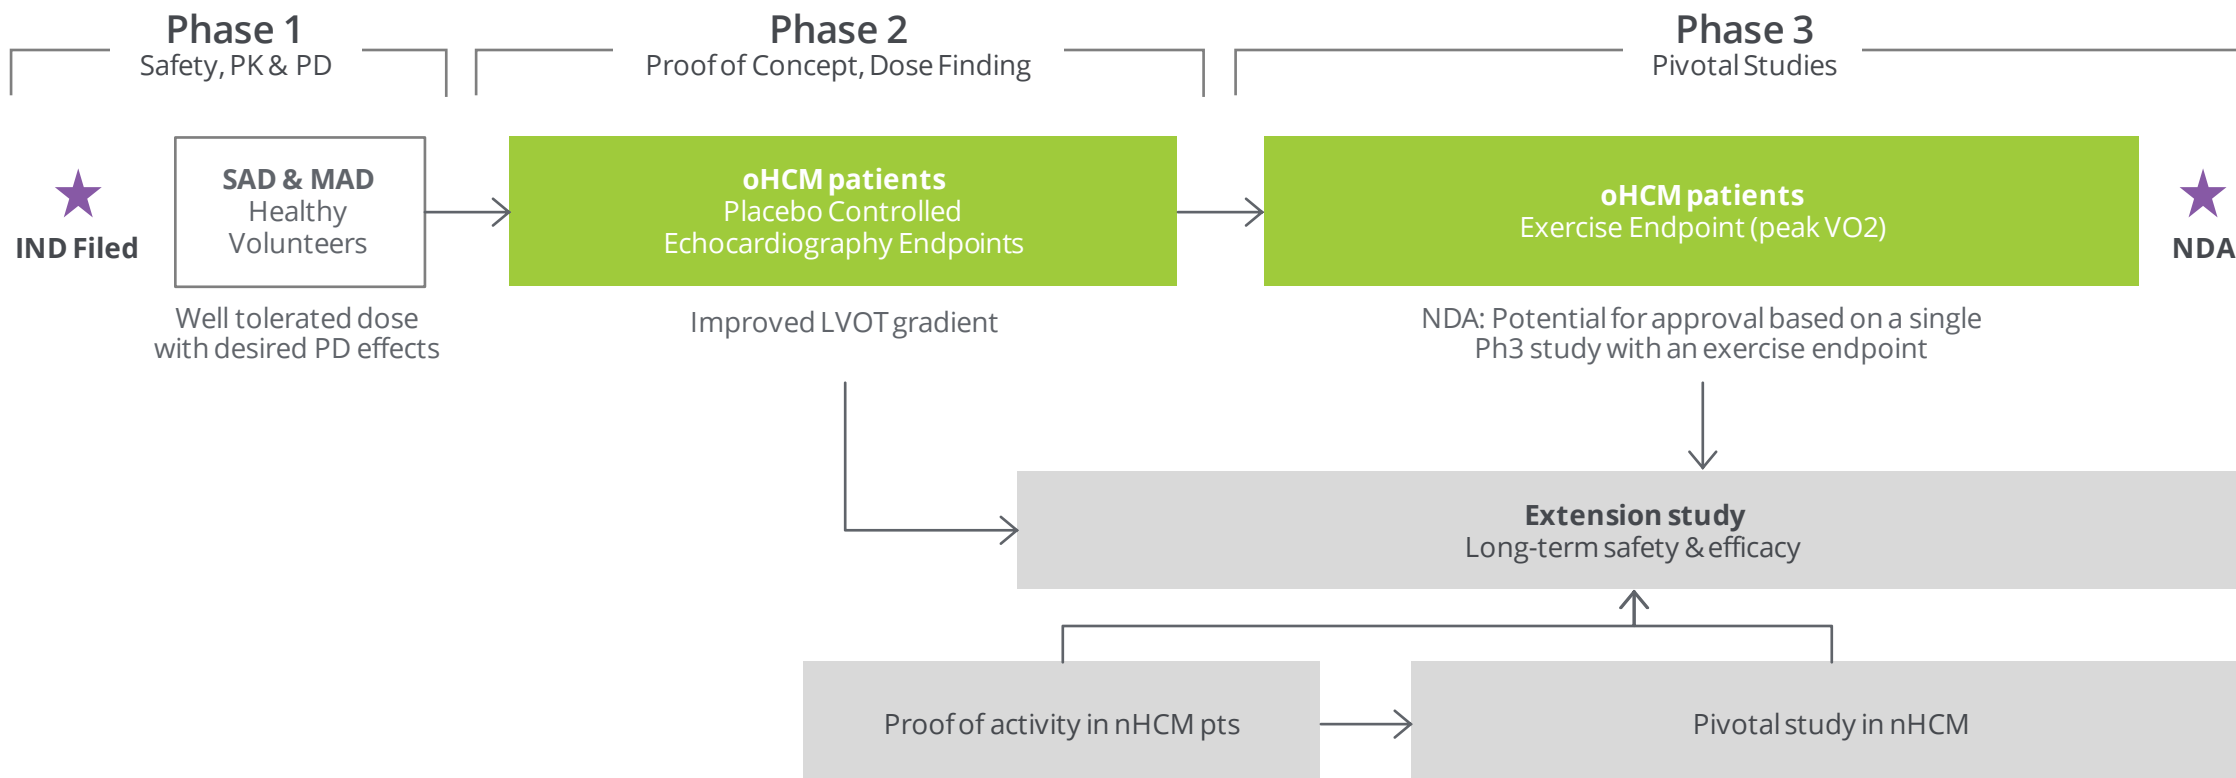 Phase 1
Safety, PK & PD
Phase 2
Proof of Concept, Dose Finding
Phase 3
Pivotal Studies
IND Filed
SAD & MAD
Healthy
Volunteers
oHCM patients
Placebo Controlled
Echocardiography Endpoints
oHCM patients
Exercise Endpoint (peak VO2)
NDA
Well tolerated dose
with desired PD effects
Improved LVOT gradient
NDA: Potential for approval based on a single
Ph3 study with an exercise endpoint
Extension study
Long-term safety & efficacy
Proof of activity in nHCM pts
Pivotal study in nHCM